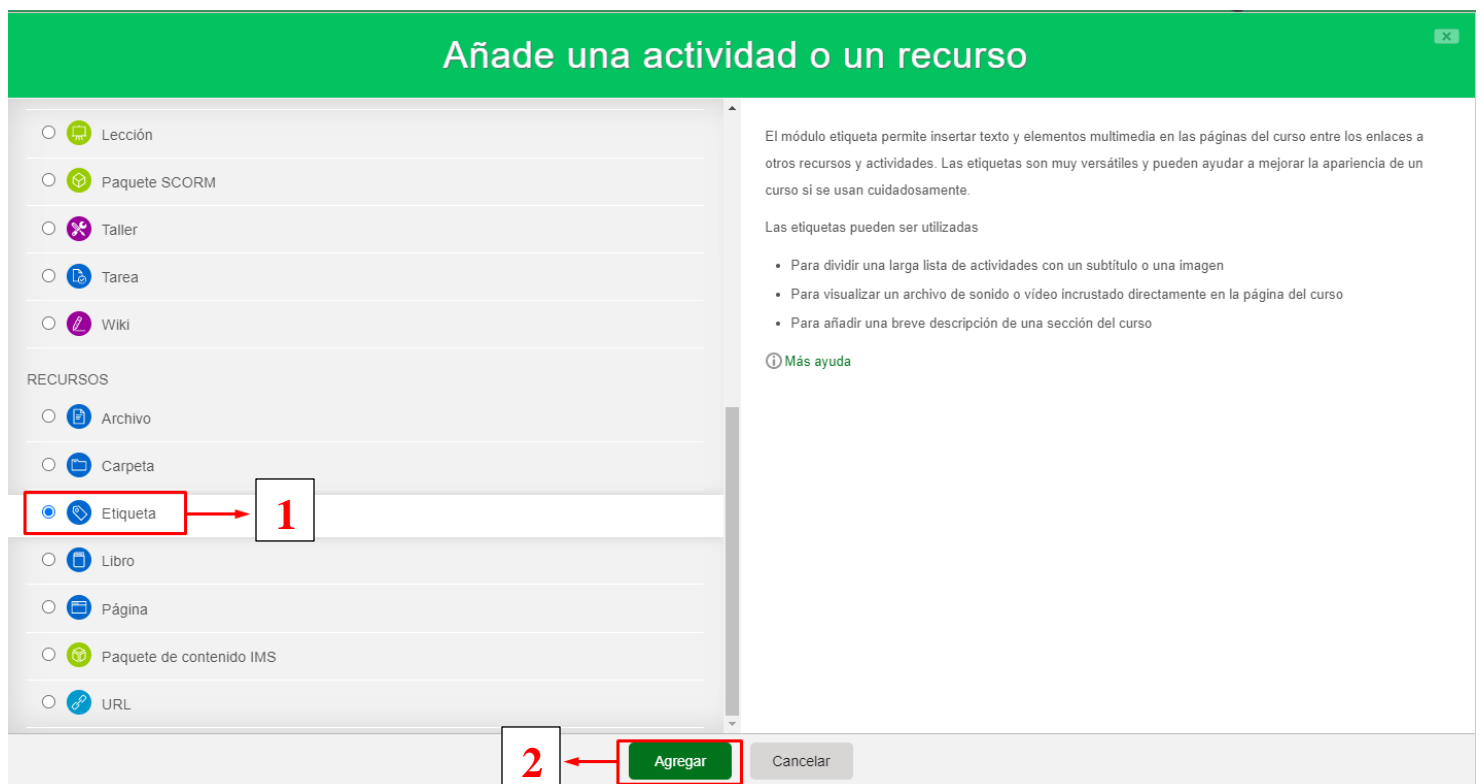 Añade una actividad o un recurso
Lección
Paquete SCORM
Taller
Tarea
Wiki
RECURSOS
Archivo
Carpeta
Etiqueta
1
Libro
Página
Paquete de contenido IMS
URL
El módulo etiqueta permite insertar texto y elementos multimedia en las páginas del curso entre los enlaces a
otros recursos y actividades. Las etiquetas son muy versátiles y pueden ayudar a mejorar la apariencia de un
curso si se usan cuidadosamente.
Las etiquetas pueden ser utilizadas
• Para dividir una larga lista de actividades con un subtítulo o una imagen
• Para visualizar un archivo de sonido o vídeo incrustado directamente en la página del curso
• Para añadir una breve descripción de una sección del curso
Más ayuda
2
Agregar
Cancelar